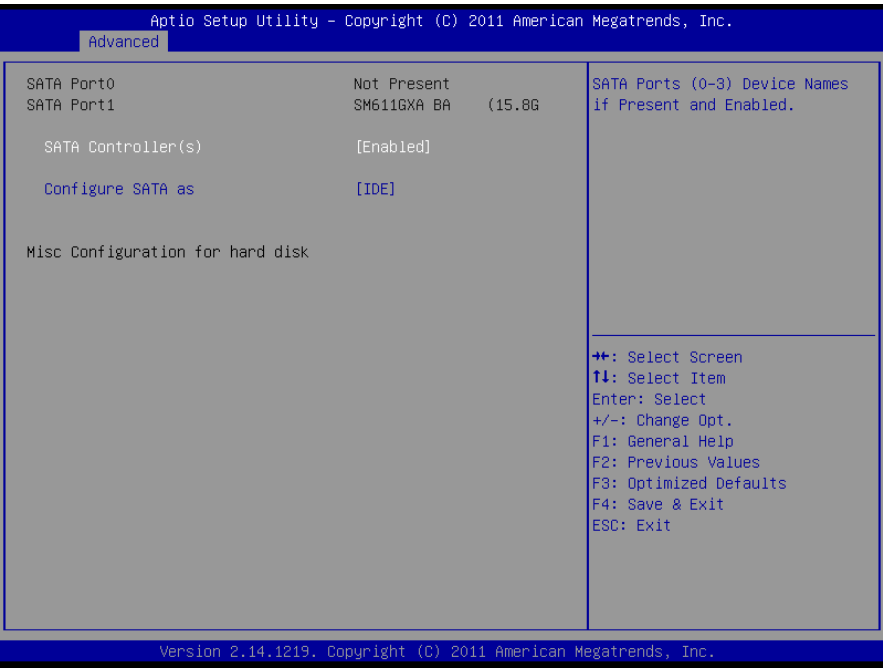 Aptio Setup Utility – Copyright (C) 2011 American Megatrends, Inc.
Advanced
SATA Port0 Not Present
SATA Port1 SM611GXA BA (15.8G
SATA Controller(s) [Enabled]
Configure SATA as [IDE]
Misc Configuration for hard disk
SATA Ports (0-3) Device Names
if Present and Enabled.
→←: Select Screen
↑↓: Select Item
Enter: Select
+/-: Change Opt.
F1: General Help
F2: Previous Values
F3: Optimized Defaults
F4: Save & Exit
ESC: Exit
Version 2.14.1219. Copyright (C) 2011 American Megatrends, Inc.